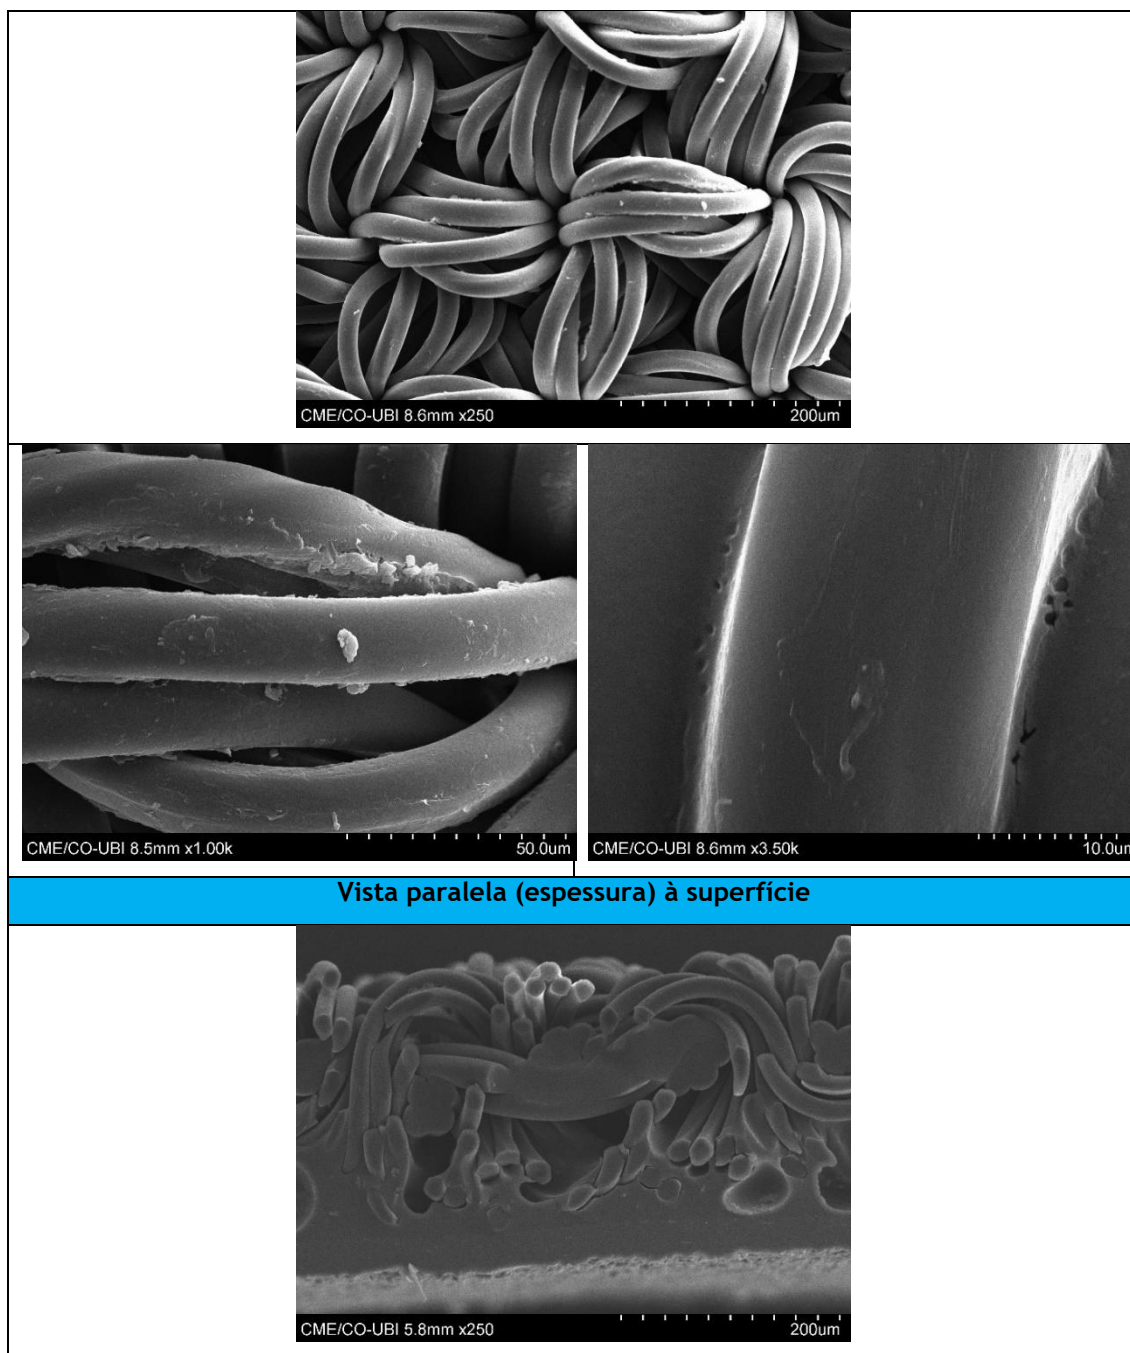 CME/CO-UBI 8.6mm x250 200um
CME/CO-UBI 8.5mm x1.00k 50.0um
CME/CO-UBI 8.6mm x3.50k 10.0um
Vista paralela (espessura) à superfície
CME/CO-UBI 5.8mm x250 200um